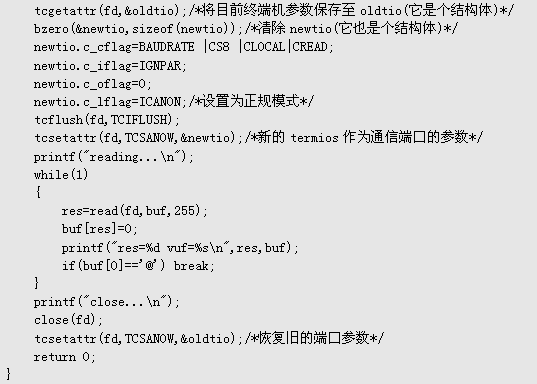 tcgetattr(fd,&oldtio);/*将目前终端机参数保存至 oldtio(它是个结构体)*/
bzero(&newtio,sizeof(newtio));/*清除 newtio(它也是个结构体)*/
newtio.c_cflag=BAUDRATE |CS8 |CLOCAL|CREAD;
newtio.c_iflag=IGNPAR;
newtio.c_oflag=0;
newtio.c_lflag=ICANON;/*设置为正规模式*/
tcflush(fd,TCIFLUSH);
tcsetattr(fd,TCSANOW,&newtio);/*新的 termios 作为通信端口的参数*/
printf("reading...\n");
while(1)
{
res=read(fd,buf,255);
buf[res]=0;
printf("res=%d vuf=%s\n",res,buf);
if(buf[0]=='@') break;
}
printf("close...\n");
close(fd);
tcsetattr(fd,TCSANOW,&oldtio);/*恢复旧的端口参数*/
return 0;
}